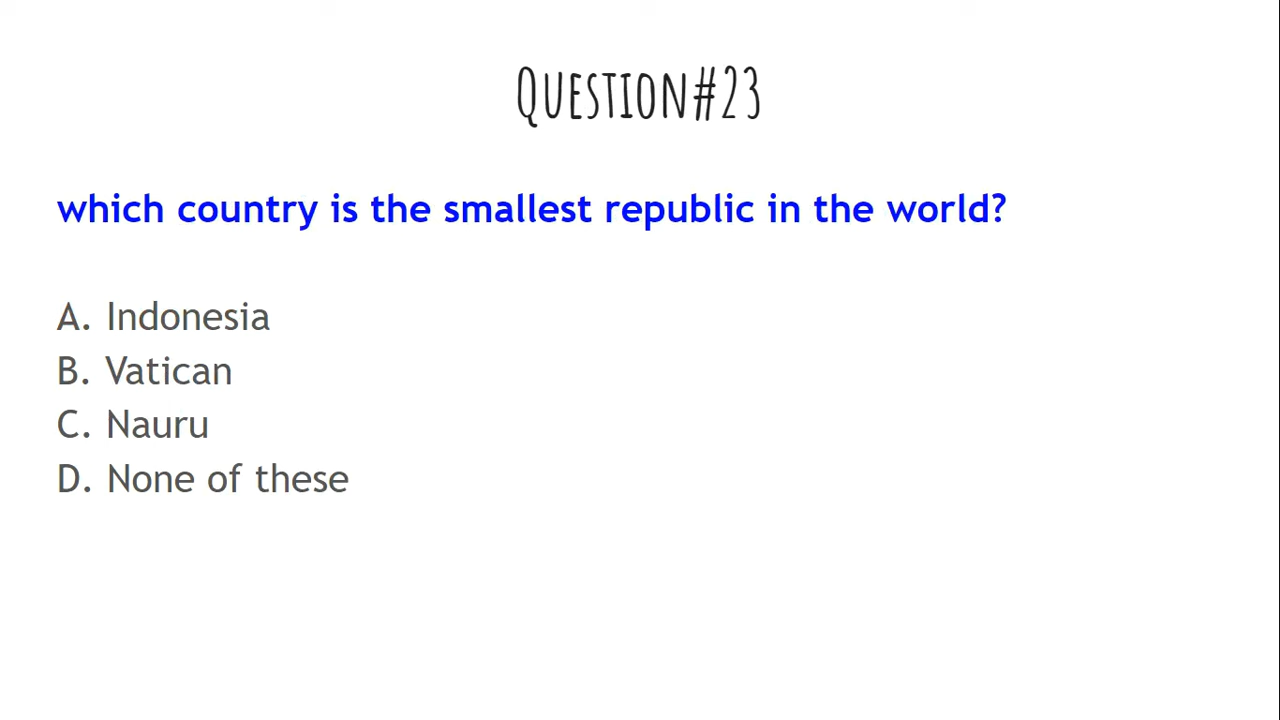 Question#23
which country is the smallest republic in the world?
A. Indonesia
B. Vatican
C. Nauru
D. None of these